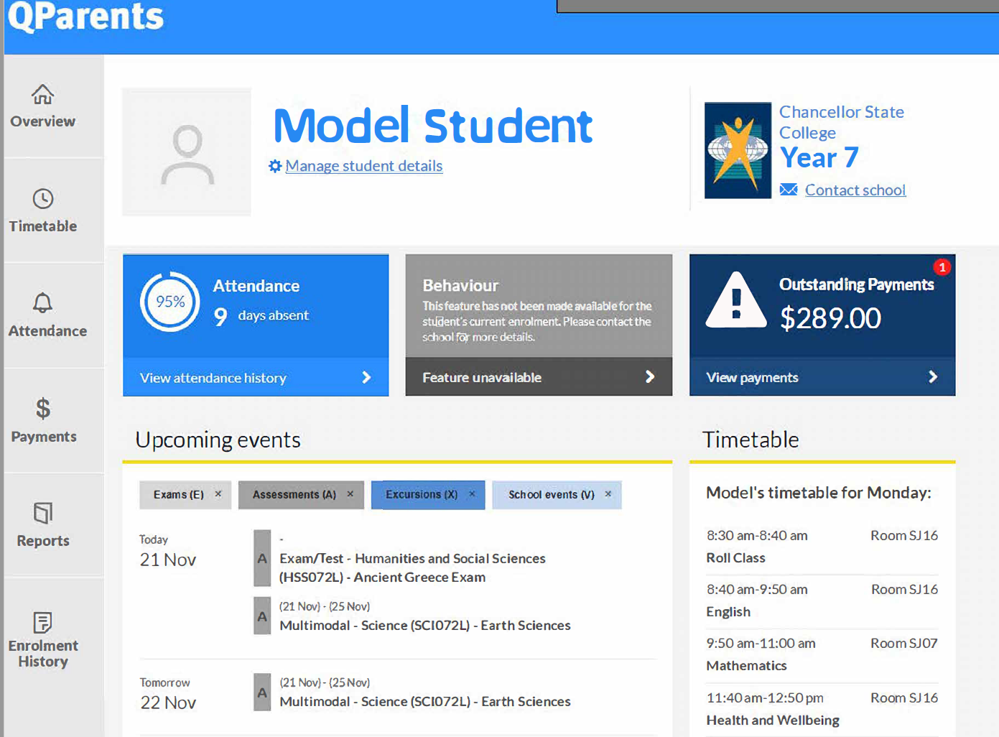 QParents
Overview
Timetable
Attendance
Payments
Reports
Enrolment
History
Model Student
Manage student details
Chancellor State
College
Year 7
Contact school
95%
Attendance
9 days absent
View attendance history
Behaviour
This feature has not been made available for the
student's current enrolment. Please contact the
school for more details.
Feature unavailable
1
Outstanding Payments
$289.00
View payments
Upcoming events
Exams (E) ×
Assessments (A) ×
Excursions (X) ×
School events (V) ×
Today
21 Nov
A
-
Exam/Test - Humanities and Social Sciences
(HSS072L) - Ancient Greece Exam
A
(21 Nov) - (25 Nov)
Multimodal - Science (SCI072L) - Earth Sciences
Tomorrow
22 Nov
A
(21 Nov) - (25 Nov)
Multimodal - Science (SCI072L) - Earth Sciences
Timetable
Model's timetable for Monday:
8:30 am-8:40 am Room SJ16
Roll Class
8:40 am-9:50 am Room SJ16
English
9:50 am-11:00 am Room SJ07
Mathematics
11:40 am-12:50 pm Room SJ16
Health and Wellbeing